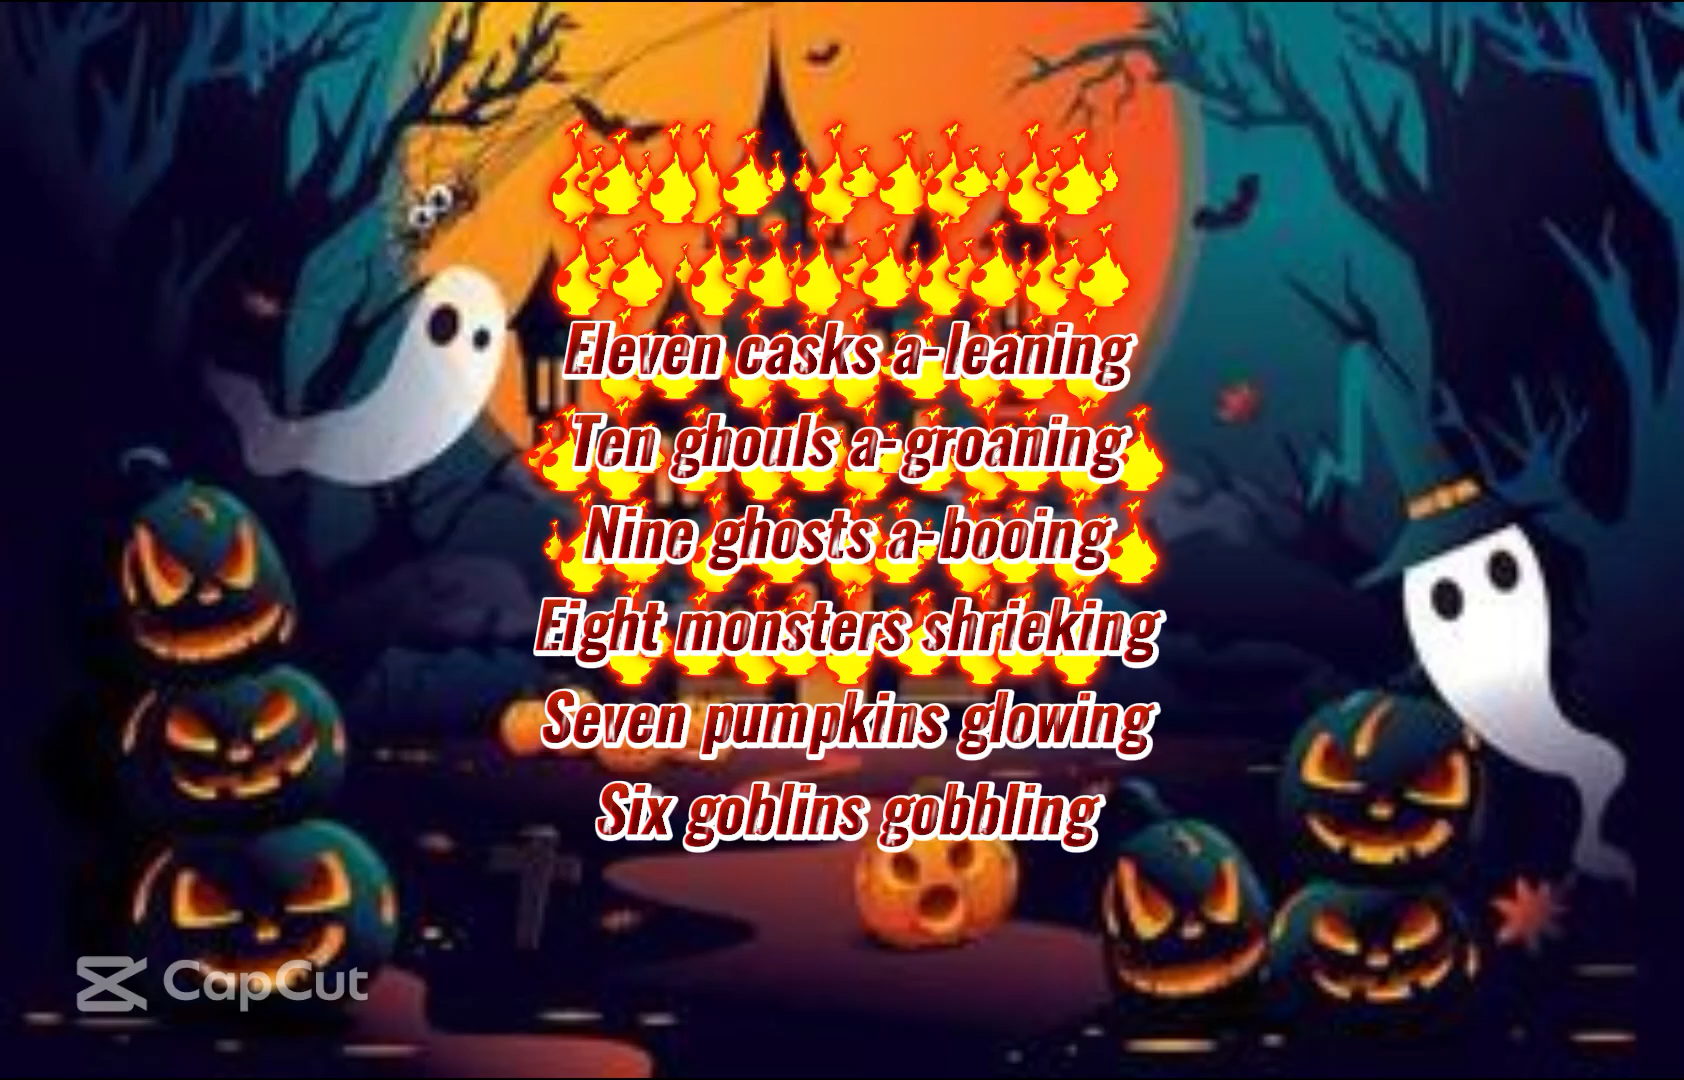 Eleven casks a-leaning
Ten ghouls a-groaning
Nine ghosts a-booing
Eight monsters shrieking
Seven pumpkins glowing
Six goblins gobbling
CapCut